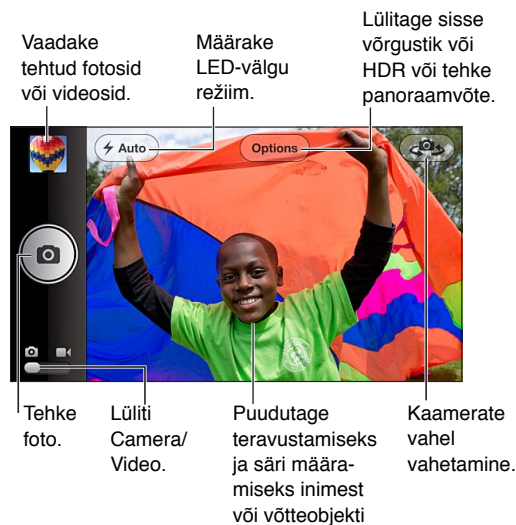 Vaadake
tehtud fotosid
või videosid.
Määrake
LED-välgu
režiim.
Lülitage sisse
võrgustik või
HDR või tehke
panoraamvõte.
Auto
Options
Tehke
foto.
Lüliti
Camera/
Video.
Puudutage
teravustamiseks
ja säri määra-
miseks inimest
või võtteobjekti
Kaamerate
vahel
vahetamine.